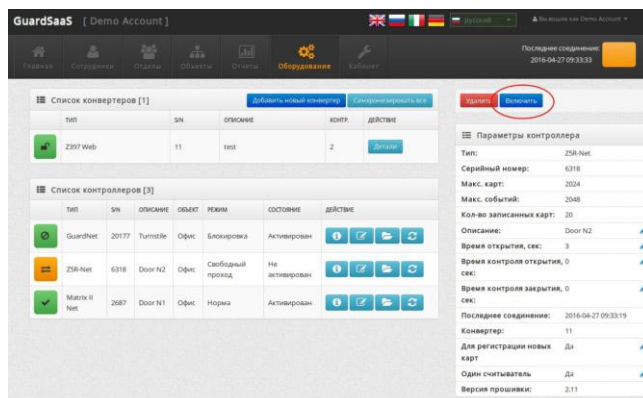 GuardSaaS [ Demo Account ]
русский
Вы вошли как Demo Account
Главная Сотрудники Отделы Объекты Отчеты Оборудование Кабинет
Последнее соединение:
2016-04-27 09:33:33
Список конвертеров [1]
Добавить новый конвертер Синхронизировать все
ТИП S/N ОПИСАНИЕ КОНТР. ДЕЙСТВИЕ
Z397 Web 11 test 2 Детали
Список контроллеров [3]
ТИП S/N ОПИСАНИЕ ОБЪЕКТ РЕЖИМ СОСТОЯНИЕ ДЕЙСТВИЕ
GuardNet 20177 Turnstile Офис Блокировка Активирован
Z5R-Net 6318 Door N2 Офис Свободный проход Не активирован
Matrix II Net 2687 Door N1 Офис Норма Активирован
Удалить Включить
Параметры контроллера
Тип: Z5R-Net
Серийный номер: 6318
Макс. карт: 2024
Макс. событий: 2048
Кол-во записанных карт: 20
Описание: Door N2
Время открытия, сек: 3
Время контроля открытия, 0
сек:
Время контроля закрытия, 0
сек:
Последнее соединение: 2016-04-27 09:33:19
Конвертер: 11
Для регистрации новых Да
карт
Один считыватель Да
Версия прошивки: 2.11